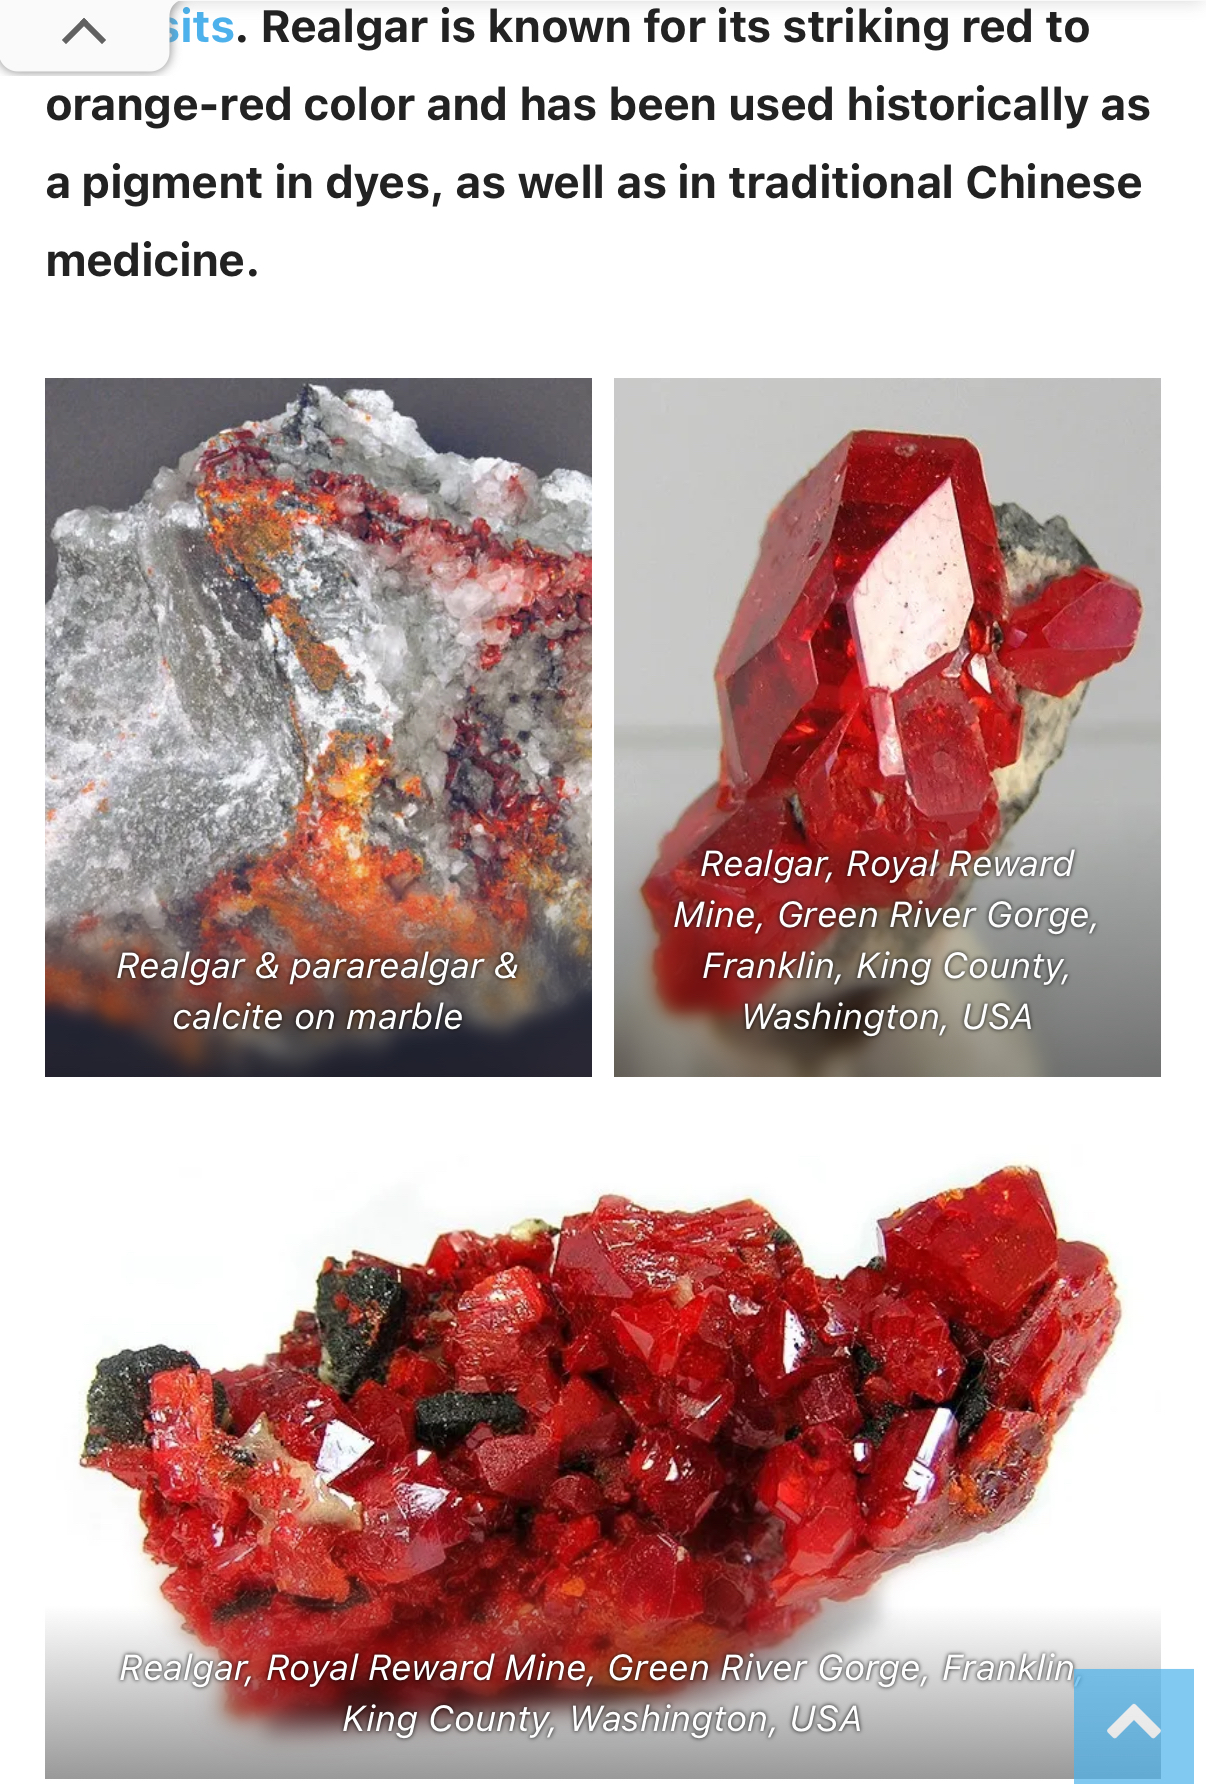 sits. Realgar is known for its striking red to
orange-red color and has been used historically as
a pigment in dyes, as well as in traditional Chinese
medicine.
Realgar & pararealgar &
calcite on marble
Realgar, Royal Reward
Mine, Green River Gorge,
Franklin, King County,
Washington, USA
Realgar, Royal Reward Mine, Green River Gorge, Franklin,
King County, Washington, USA